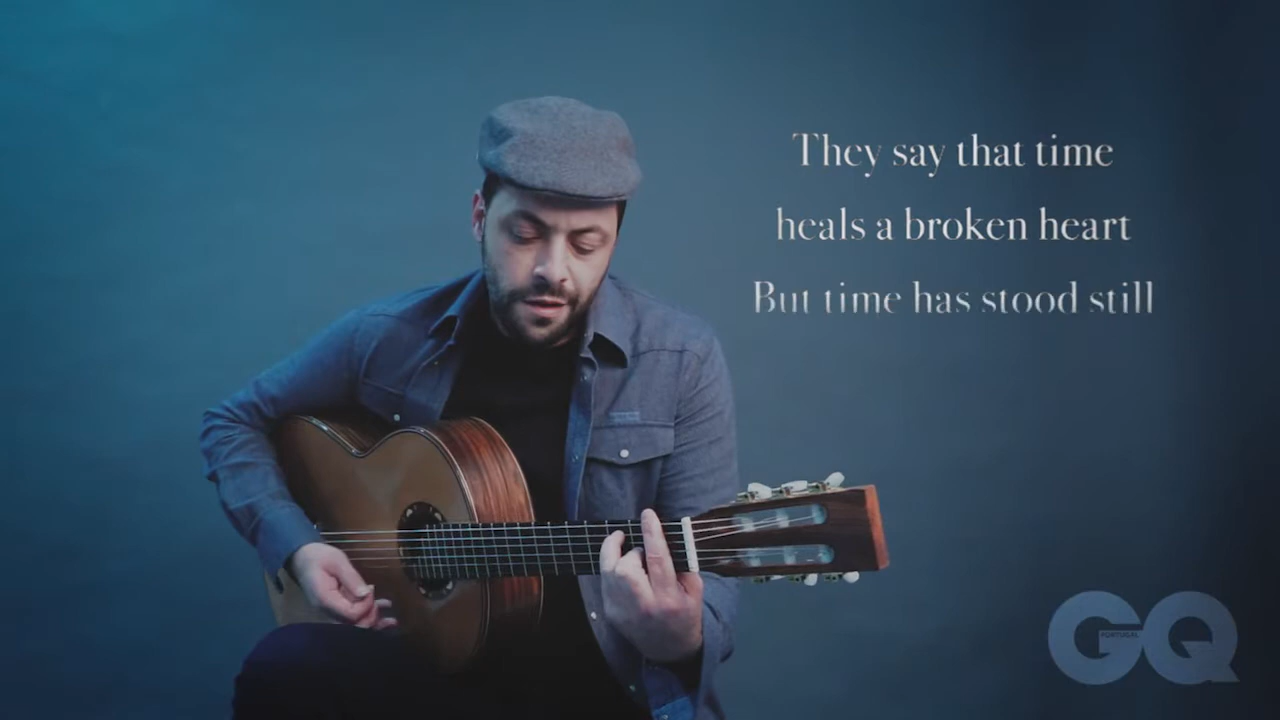 They say that time
heals a broken heart
But time has stood still
GQ
PORTUGAL